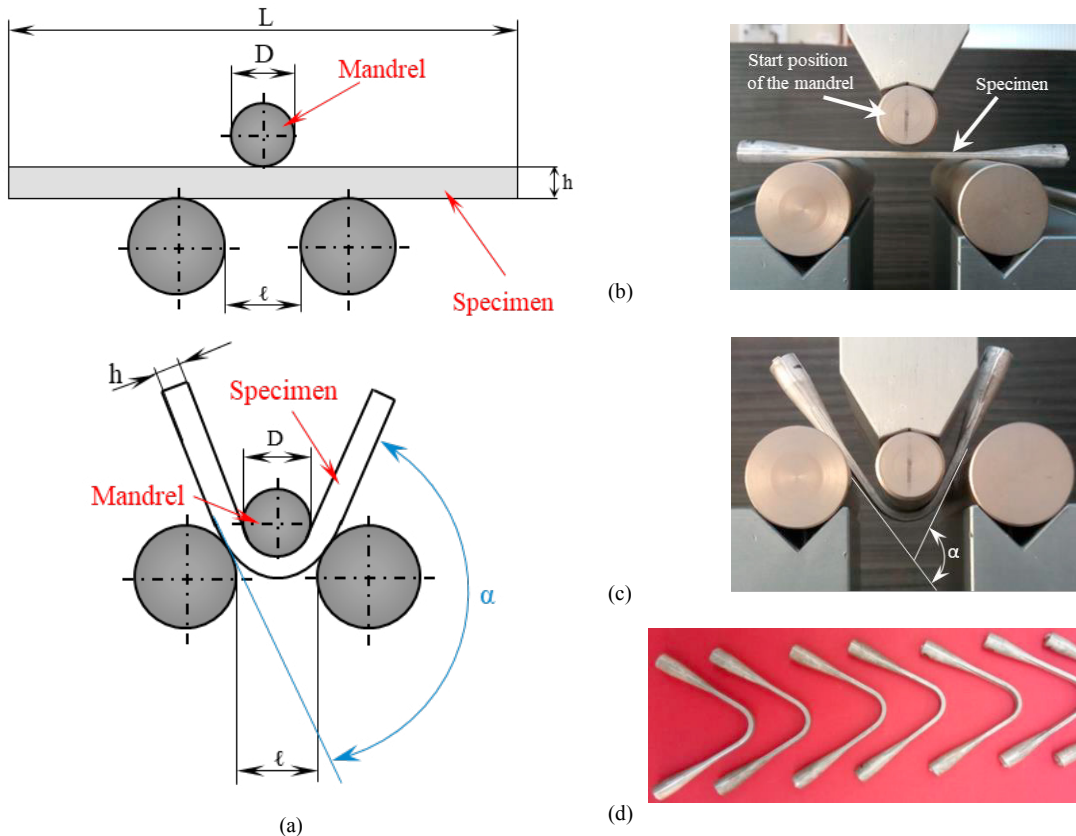 L
D
Mandrel
h
ℓ
Specimen
(b)
Start position
of the mandrel
Specimen
h
Specimen
D
Mandrel
α
ℓ
(a)
α
(c)
(d)